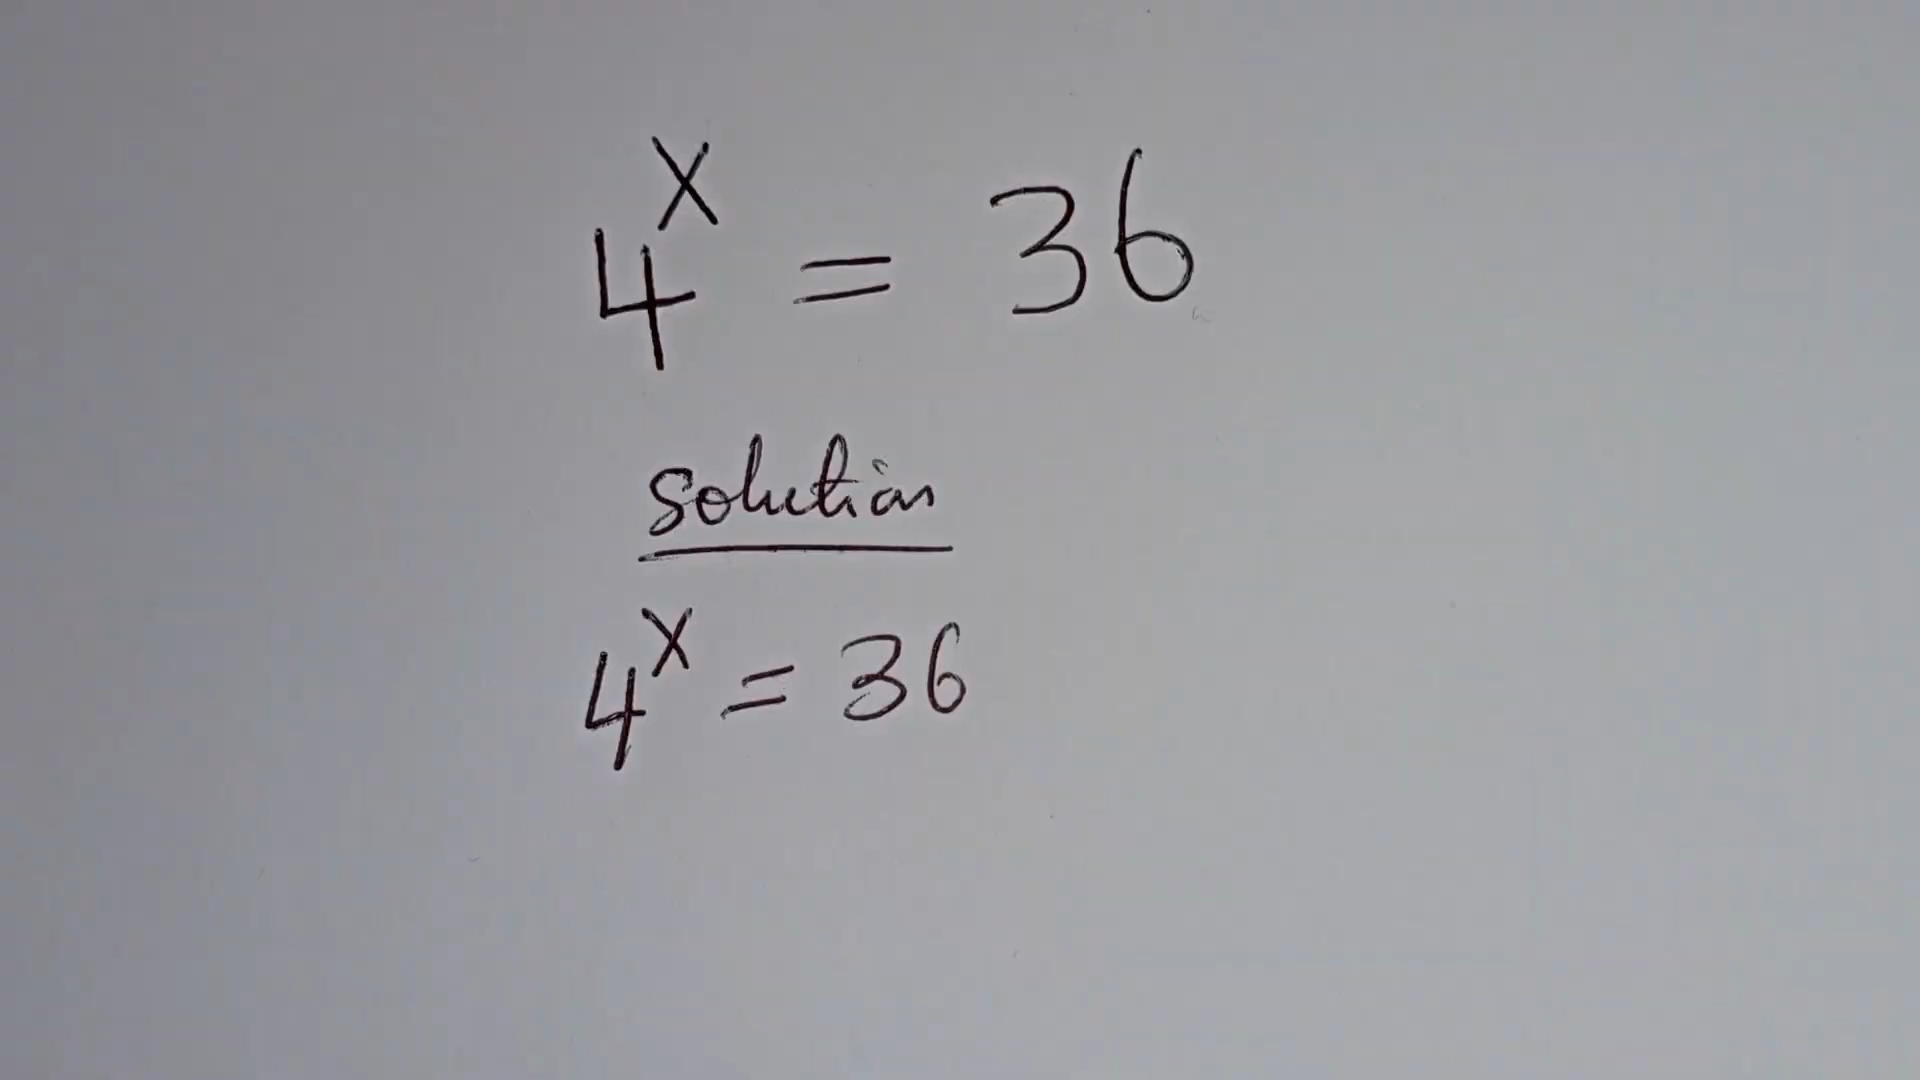 4^x = 36
Solution
4^x = 36